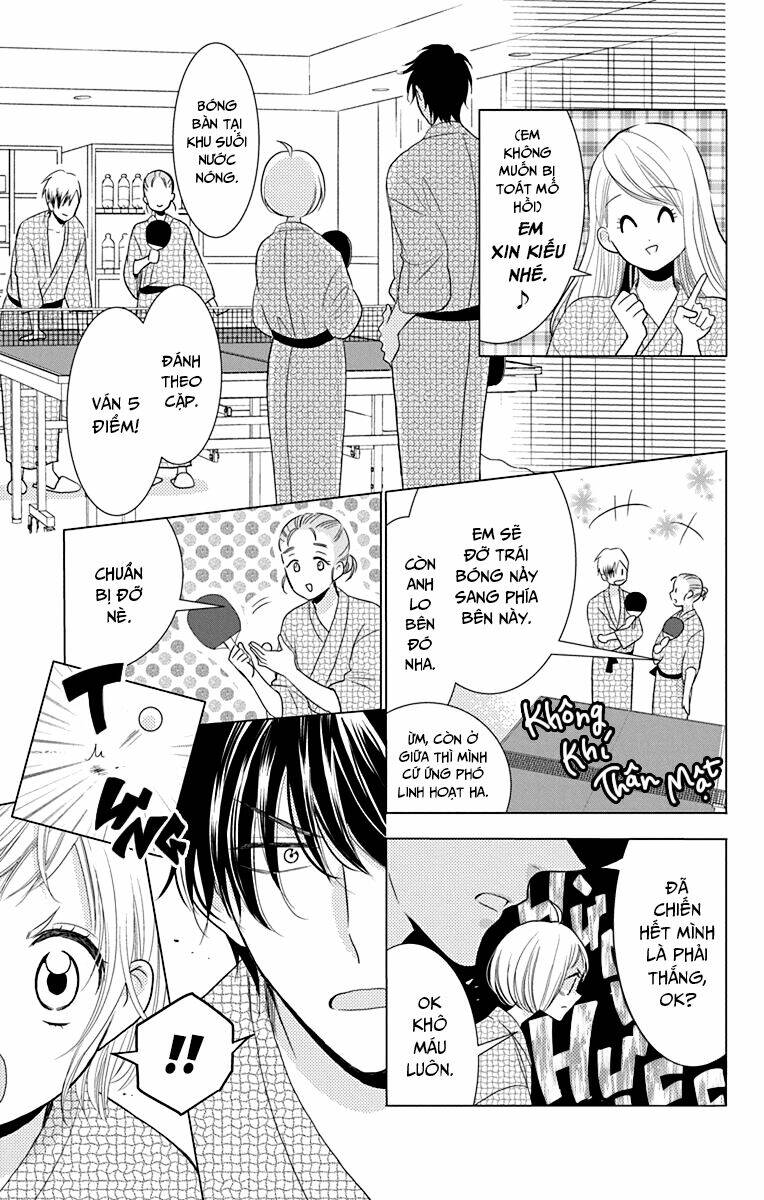 (EM
KHÔNG
MUỐN BỊ
TOÁT MỒ
HÔI)
EM
XIN KIẾU
NHÉ.
♪
BÓNG
BÀN TẠI
KHU SUỐI
NƯỚC
NÓNG.
ĐÁNH
THEO
CẶP.
VÁN 5
ĐIỂM!
EM SẼ
ĐỠ TRÁI
BÓNG NÀY
SANG PHÍA
BÊN NÀY.
CÒN
ANH
LO
BÊN
ĐÓ
NHA.
ỪM, CÒN Ở
GIỮA THÌ MÌNH
CỨ ỨNG PHÓ
LINH HOẠT HA.
Không
Khí
Thân Mật
CHUẨN
BỊ ĐỠ
NÈ.
TƯNG
ĐÃ
CHIẾN
HẾT MÌNH
LÀ PHẢI
THẮNG,
OK?
OK
KHÔ
MÁU
LUÔN.
!!